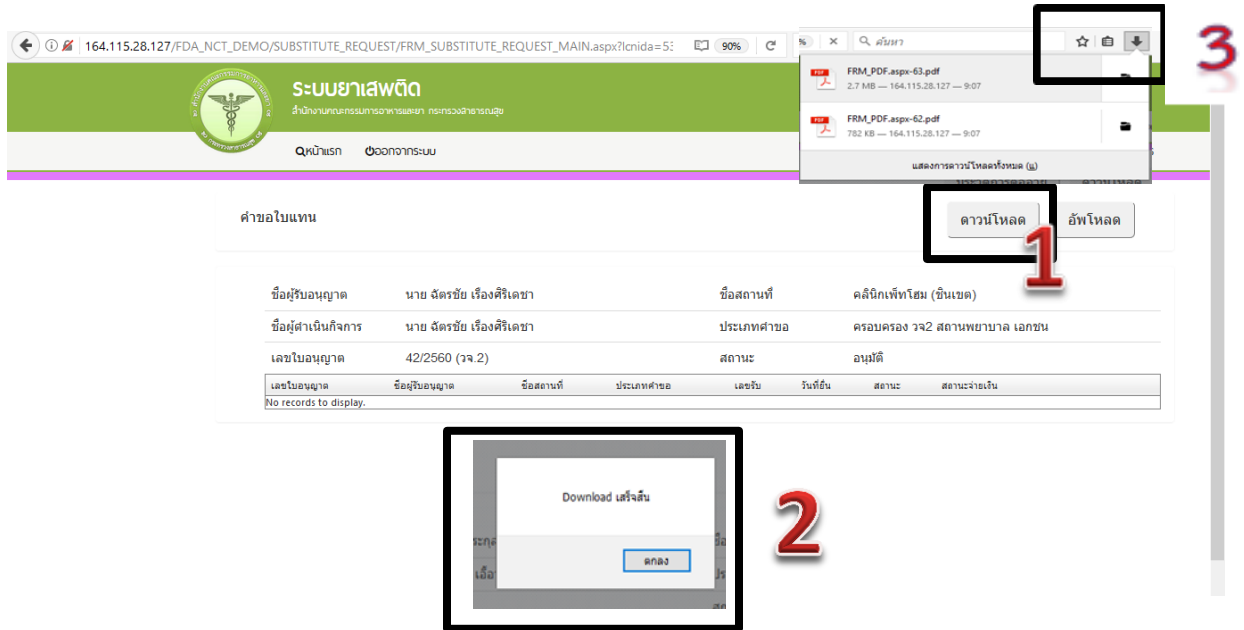 164.115.28.127/FDA_NCT_DEMO/SUBSTITUTE_REQUEST/FRM_SUBSTITUTE_REQUEST_MAIN.aspx?lcnida=53
90%
% ค้นหา
3
ระบบยาเสพติด
สำนักงานคณะกรรมการอาหารและยา กระทรวงสาธารณสุข
หน้าแรก ออกจากระบบ
FRM_PDF.aspx-63.pdf
2.7 MB — 164.115.28.127 — 9:07
FRM_PDF.aspx-62.pdf
782 KB — 164.115.28.127 — 9:07
แสดงการดาวน์โหลดทั้งหมด (แ)
คำขอใบแทน
ดาวน์โหลด อัพโหลด
1
ชื่อผู้รับอนุญาต นาย ฉัตรชัย เรืองศิริเดชา ชื่อสถานที่ คลินิกเพ็ทโฮม (ชินเขต)
ชื่อผู้ดำเนินกิจการ นาย ฉัตรชัย เรืองศิริเดชา ประเภทคำขอ ครอบครอง วจ2 สถานพยาบาล เอกชน
เลขใบอนุญาต 42/2560 (วจ.2) สถานะ อนุมัติ
เลขใบอนุญาต ชื่อผู้รับอนุญาต ชื่อสถานที่ ประเภทคำขอ เลขรับ วันที่ยื่น สถานะ สถานะจ่ายเงิน
No records to display.
Download เสร็จสิ้น
ตกลง
2